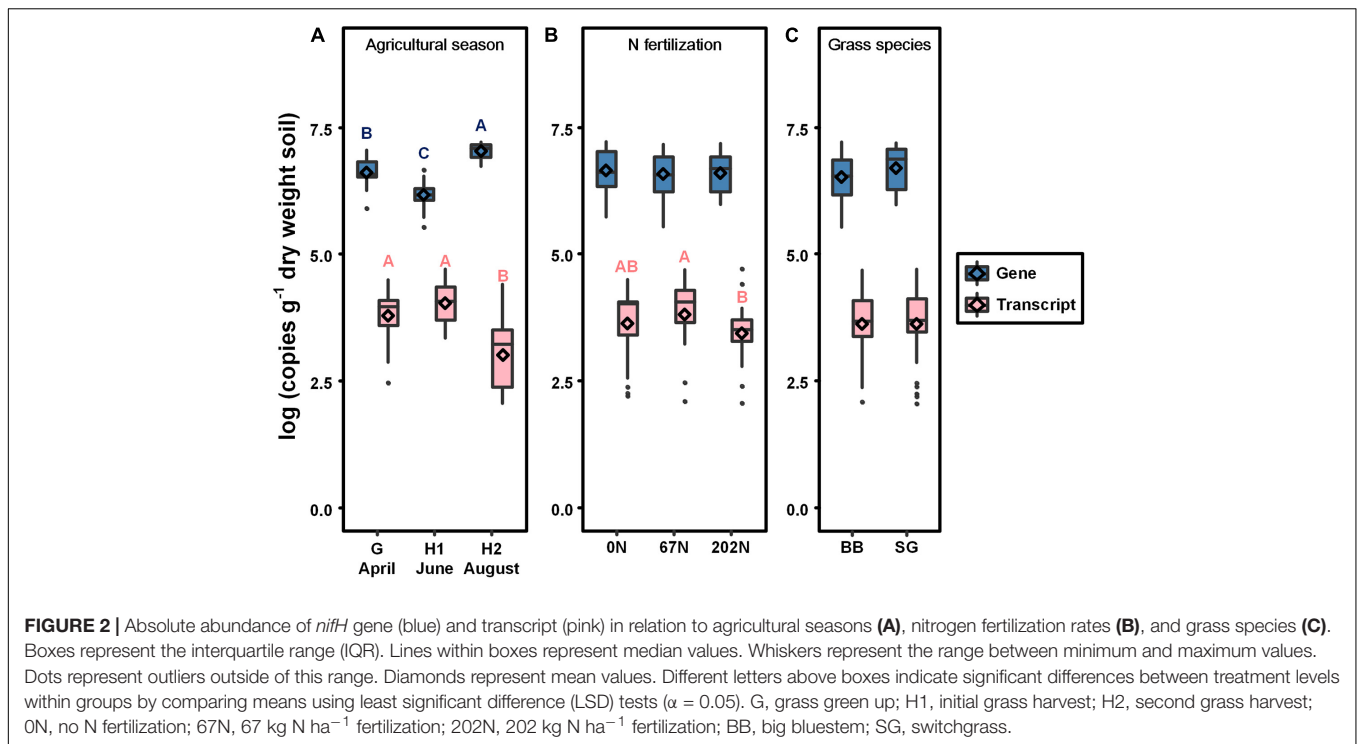 A Agricultural season
B N fertilization
C Grass species
log (copies g⁻¹ dry weight soil)
7.5
5.0
2.5
0.0
B
C
A
A
A
B
G
April
H1
June
H2
August
7.5
5.0
2.5
0.0
AB
A
B
0N
67N
202N
7.5
5.0
2.5
0.0
BB
SG
Gene
Transcript
FIGURE 2 | Absolute abundance of nifH gene (blue) and transcript (pink) in relation to agricultural seasons (A), nitrogen fertilization rates (B), and grass species (C).
Boxes represent the interquartile range (IQR). Lines within boxes represent median values. Whiskers represent the range between minimum and maximum values.
Dots represent outliers outside of this range. Diamonds represent mean values. Different letters above boxes indicate significant differences between treatment levels
within groups by comparing means using least significant difference (LSD) tests (α = 0.05). G, grass green up; H1, initial grass harvest; H2, second grass harvest;
0N, no N fertilization; 67N, 67 kg N ha⁻¹ fertilization; 202N, 202 kg N ha⁻¹ fertilization; BB, big bluestem; SG, switchgrass.